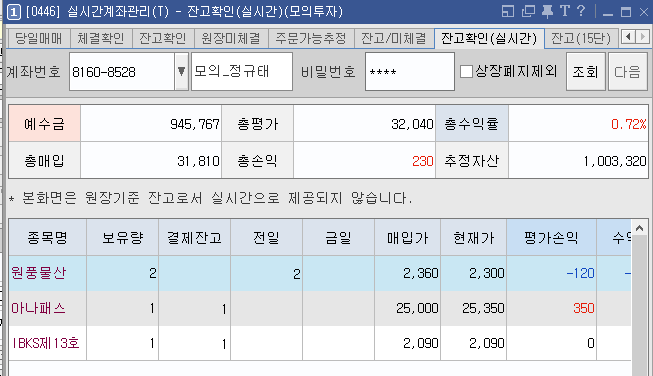 1 [0446] 실시간계좌관리(T) - 잔고확인(실시간)(모의투자) T ?
당일매매 체결확인 잔고확인 원장미체결 주문가능추정 잔고/미체결 잔고확인(실시간) 잔고(15단)
계좌번호 8160-8528 모의_정규태 비밀번호 **** 상장폐지제외 조회 다음
예수금 945,767 총평가 32,040 총수익률 0.72%
총매입 31,810 총손익 230 추정자산 1,003,320
* 본화면은 원장기준 잔고로서 실시간으로 제공되지 않습니다.
종목명 보유량 결제잔고 전일 금일 매입가 현재가 평가손익
원풍물산 2 2 2,360 2,300 -120
아나패스 1 1 25,000 25,350 350
IBKS제13호 1 1 2,090 2,090 0